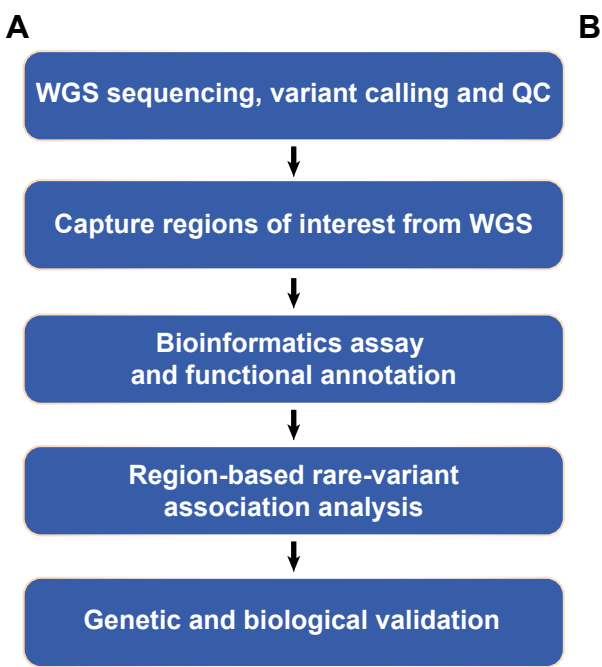 A
B
WGS sequencing, variant calling and QC
Capture regions of interest from WGS
Bioinformatics assay
and functional annotation
Region-based rare-variant
association analysis
Genetic and biological validation